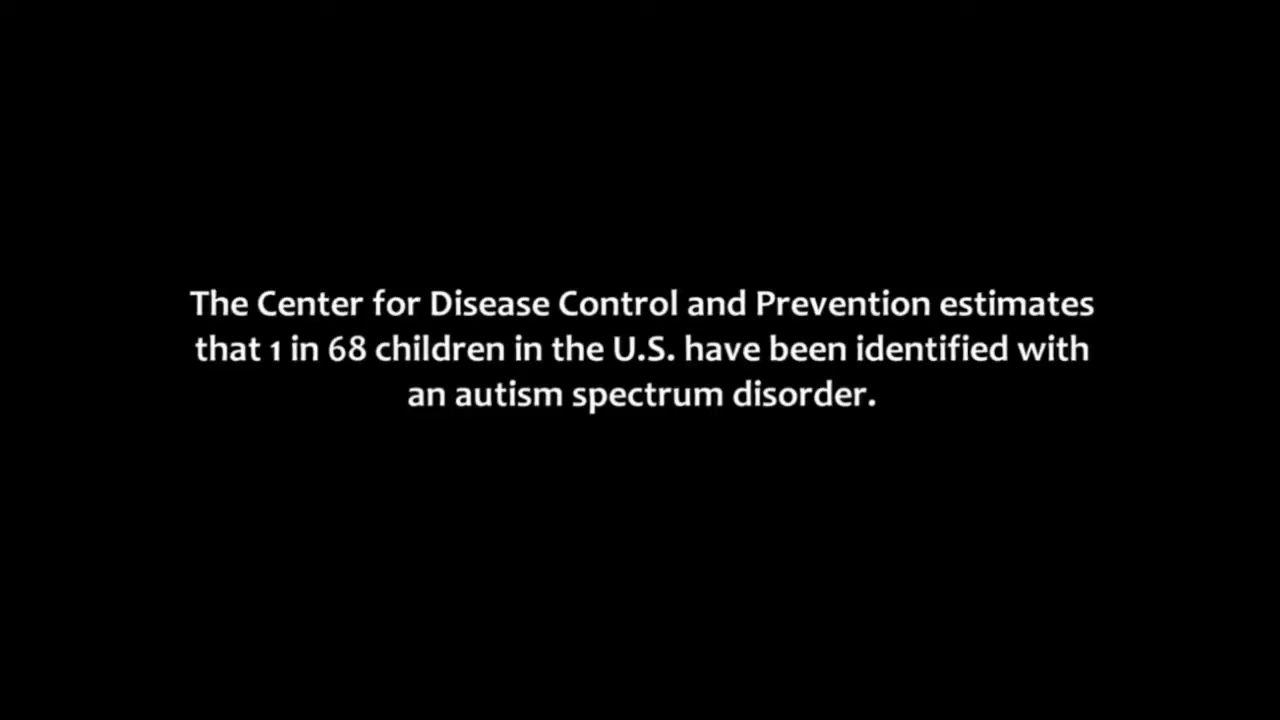 The Center for Disease Control and Prevention estimates
that 1 in 68 children in the U.S. have been identified with
an autism spectrum disorder.